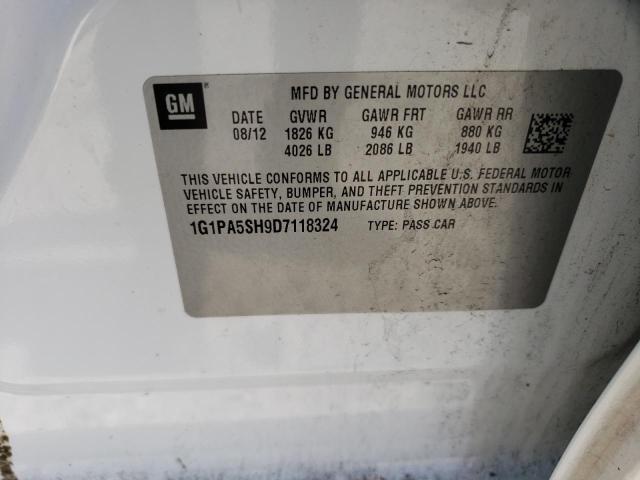 GM
MFD BY GENERAL MOTORS LLC
DATE GVWR GAWR FRT GAWR RR
08/12 1826 KG 946 KG 880 KG
4026 LB 2086 LB 1940 LB
THIS VEHICLE CONFORMS TO ALL APPLICABLE U.S. FEDERAL MOTOR
VEHICLE SAFETY, BUMPER, AND THEFT PREVENTION STANDARDS IN
EFFECT ON THE DATE OF MANUFACTURE SHOWN ABOVE.
1G1PA5SH9D7118324 TYPE: PASS CAR